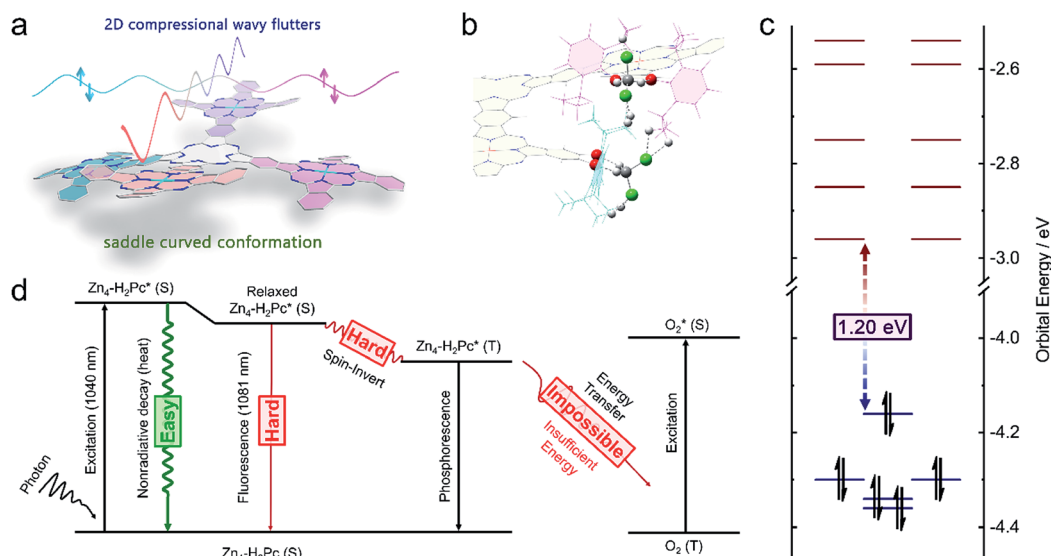 a
2D compressional wavy flutters
saddle curved conformation
b
c
-2.6
-2.8
-3.0
-4.0
-4.2
-4.4
Orbital Energy / eV
1.20 eV
d
Zn₄-H₂Pc* (S)
Relaxed
Zn₄-H₂Pc* (S)
Zn₄-H₂Pc* (T)
O₂* (S)
Photon
Excitation (1040 nm)
Nonradiative decay (heat)
Easy
Fluorescence (1081 nm)
Hard
Hard
Spin-Invert
Phosphorescence
Energy
Transfer
Impossible
Insufficient
Energy
Excitation
Zn₄-H₂Pc (S)
O₂ (T)